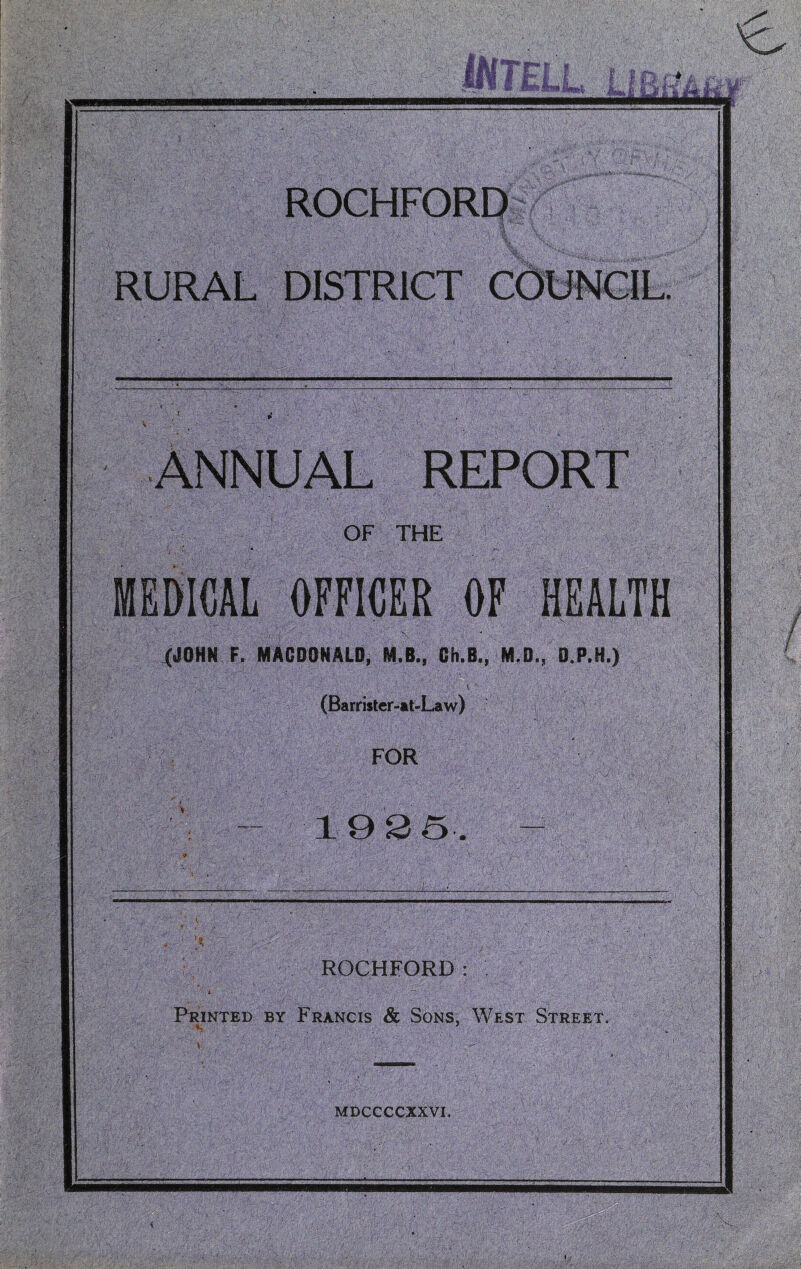 INTELL. LIBRARY
ROCHFORD
RURAL DISTRICT COUNCIL.
ANNUAL REPORT
OF THE
MEDICAL OFFICER OF HEALTH
(JOHN F. MACDONALD, M.B., Ch.B., M.D., D.P.H.)
(Barrister-at-Law)
FOR
- 1925. -
ROCHFORD:
PRINTED BY FRANCIS & SONS, WEST STREET.
MDCCCCXXVI.